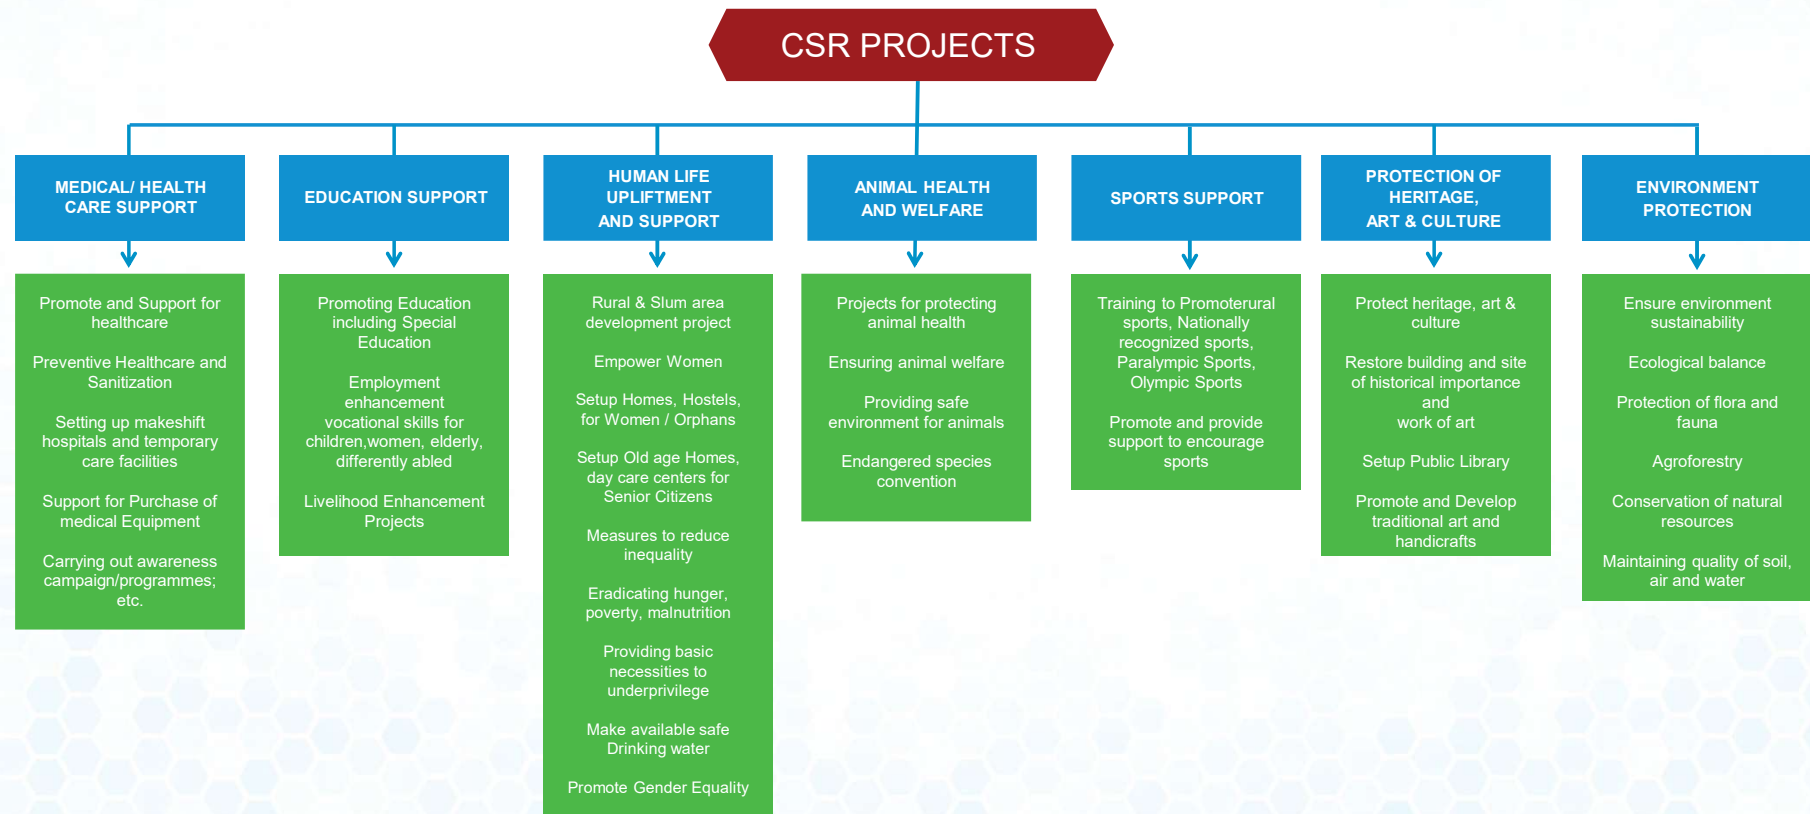 CSR PROJECTS
MEDICAL/ HEALTH
CARE SUPPORT
Promote and Support for
healthcare
Preventive Healthcare and
Sanitization
Setting up makeshift
hospitals and temporary
care facilities
Support for Purchase of
medical Equipment
Carrying out awareness
campaign/programmes;
etc.
EDUCATION SUPPORT
Promoting Education
including Special
Education
Employment
enhancement
vocational skills for
children,women, elderly,
differently abled
Livelihood Enhancement
Projects
HUMAN LIFE
UPLIFTMENT
AND SUPPORT
Rural & Slum area
development project
Empower Women
Setup Homes, Hostels,
for Women / Orphans
Setup Old age Homes,
day care centers for
Senior Citizens
Measures to reduce
inequality
Eradicating hunger,
poverty, malnutrition
Providing basic
necessities to
underprivilege
Make available safe
Drinking water
Promote Gender Equality
ANIMAL HEALTH
AND WELFARE
Projects for protecting
animal health
Ensuring animal welfare
Providing safe
environment for animals
Endangered species
convention
SPORTS SUPPORT
Training to Promoterural
sports, Nationally
recognized sports,
Paralympic Sports,
Olympic Sports
Promote and provide
support to encourage
sports
PROTECTION OF
HERITAGE,
ART & CULTURE
Protect heritage, art &
culture
Restore building and site
of historical importance
and
work of art
Setup Public Library
Promote and Develop
traditional art and
handicrafts
ENVIRONMENT
PROTECTION
Ensure environment
sustainability
Ecological balance
Protection of flora and
fauna
Agroforestry
Conservation of natural
resources
Maintaining quality of soil,
air and water